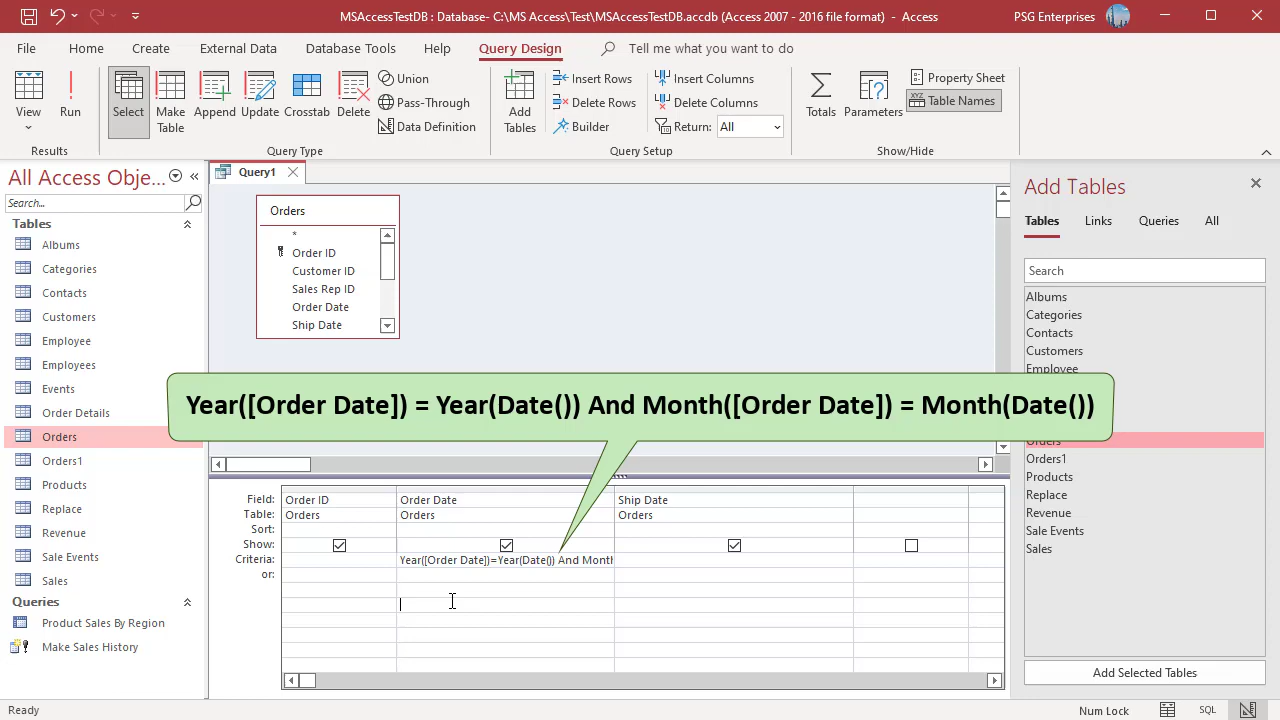 MSAccessTestDB : Database- C:\MS Access\Test\MSAccessTestDB.accdb (Access 2007 - 2016 file format) - Access
PSG Enterprises
File Home Create External Data Database Tools Help Query Design Tell me what you want to do
View
Run
Results
Select
Make Table
Append
Update
Crosstab
Delete
Union
Pass-Through
Data Definition
Query Type
Add Tables
Insert Rows
Delete Rows
Builder
Insert Columns
Delete Columns
Return: All
Query Setup
Totals
Parameters
Property Sheet
XYZ Table Names
Show/Hide
All Access Obje...
Search...
Tables
Albums
Categories
Contacts
Customers
Employee
Employees
Events
Order Details
Orders
Orders1
Products
Replace
Revenue
Sale Events
Sales
Queries
Product Sales By Region
Make Sales History
Query1
Orders
*
Order ID
Customer ID
Sales Rep ID
Order Date
Ship Date
Year([Order Date]) = Year(Date()) And Month([Order Date]) = Month(Date())
Field: Order ID Order Date Ship Date
Table: Orders Orders Orders
Sort:
Show:
Criteria: Year([Order Date])=Year(Date()) And Month
or:
Add Tables
Tables Links Queries All
Search
Albums
Categories
Contacts
Customers
Employee
Orders
Orders1
Products
Replace
Revenue
Sale Events
Sales
Add Selected Tables
Ready
Num Lock
SQL